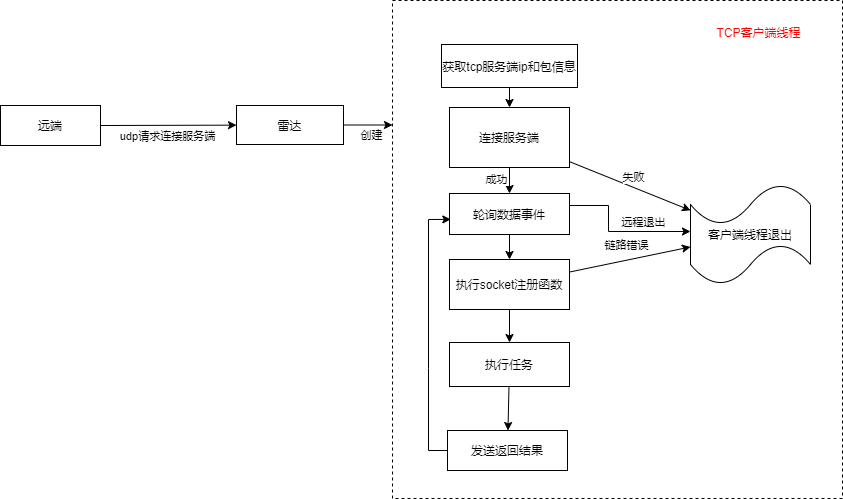 TCP客户端线程
获取tcp服务端ip和包信息
远端
udp请求连接服务端
雷达
创建
连接服务端
失败
成功
轮询数据事件
远程退出
客户端线程退出
链路错误
执行socket注册函数
执行任务
发送返回结果